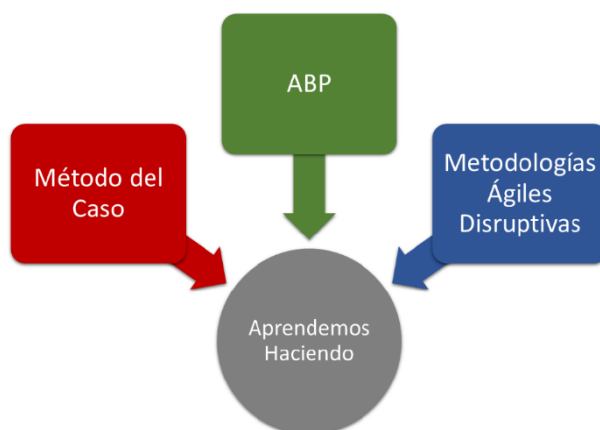 ABP
Método del
Caso
Metodologías
Ágiles
Disruptivas
Aprendemos
Haciendo